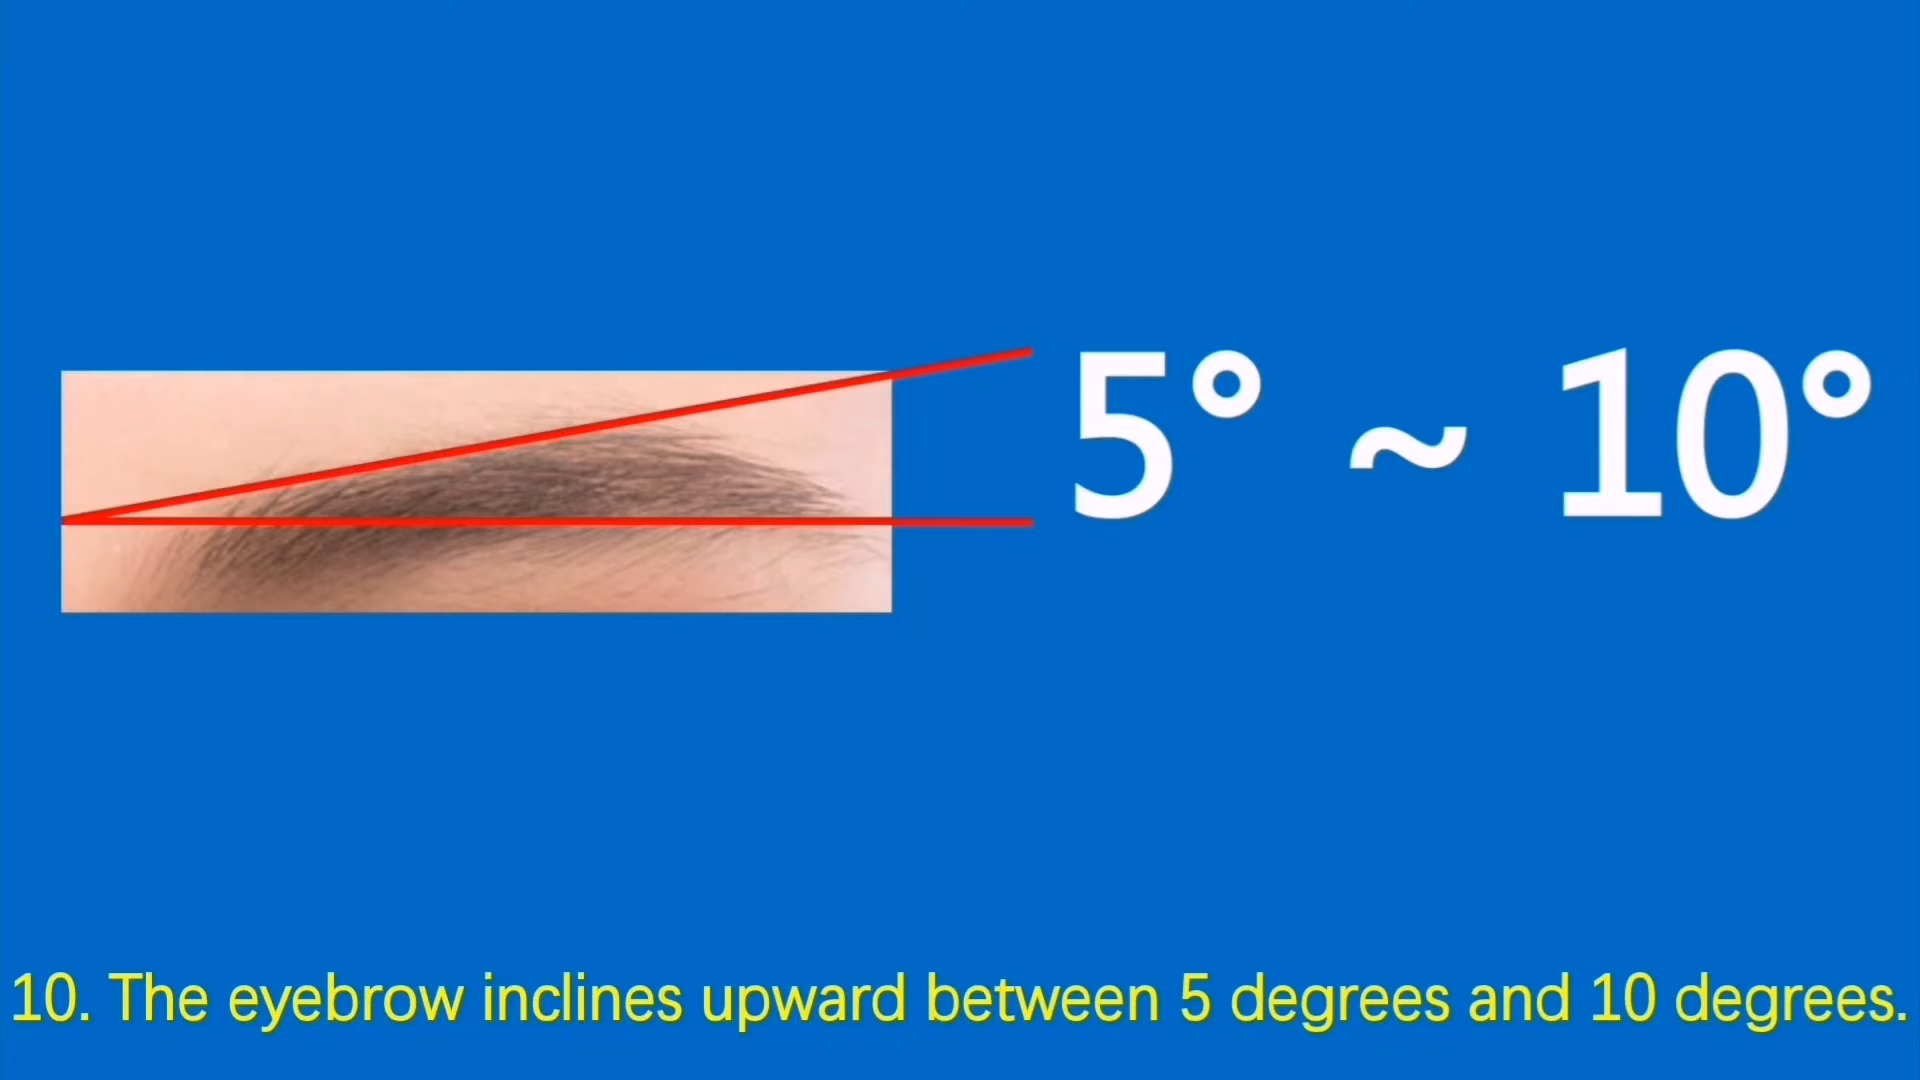 5° ~ 10°
10. The eyebrow inclines upward between 5 degrees and 10 degrees.